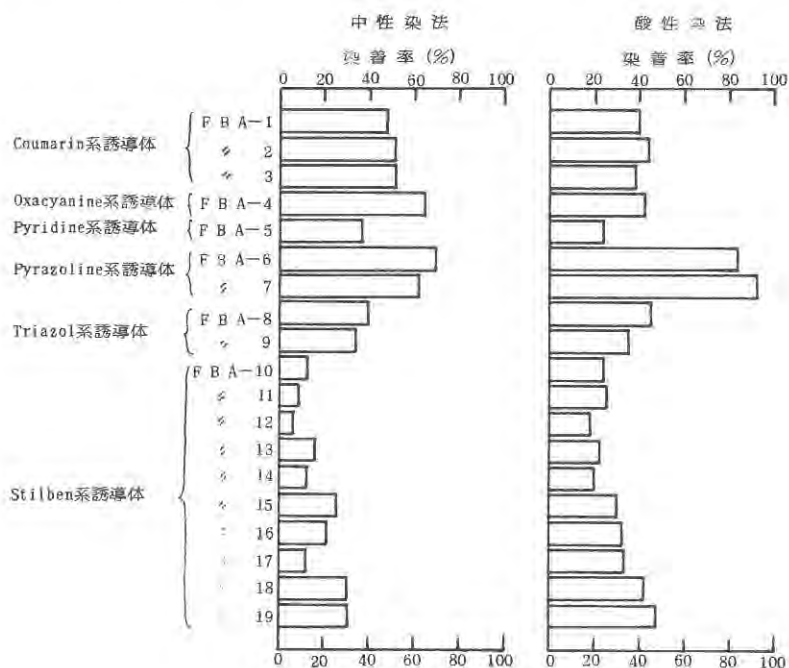 中性染法 酸性染法
染着率(%) 染着率(%)
0 20 40 60 80 100 0 20 40 60 80 100
Coumarin系誘導体 FBA-1
〃 2
〃 3
Oxacyanine系誘導体 FBA-4
Pyridine系誘導体 FBA-5
Pyrazoline系誘導体 FBA-6
〃 7
Triazol系誘導体 FBA-8
〃 9
Stilben系誘導体 FBA-10
〃 11
〃 12
〃 13
〃 14
〃 15
16
17
18
19
0 20 40 60 80 100 0 20 40 60 80 100